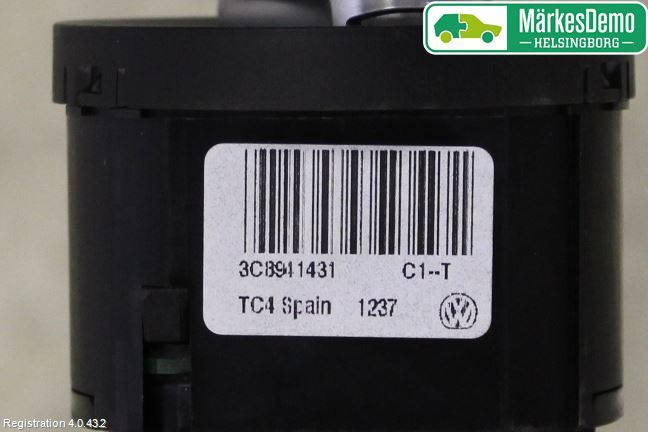 MärkesDemo
HELSINGBORG
3C8941431 C1--T
TC4 Spain 1237
Registration 4.0.43.2